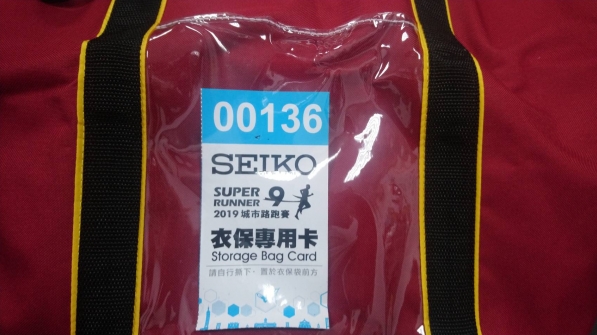 00136
SEIKO
SUPER
RUNNER 9
2019 城市路跑賽
衣保專用卡
Storage Bag Card
請自行撕下，置於衣保袋前方